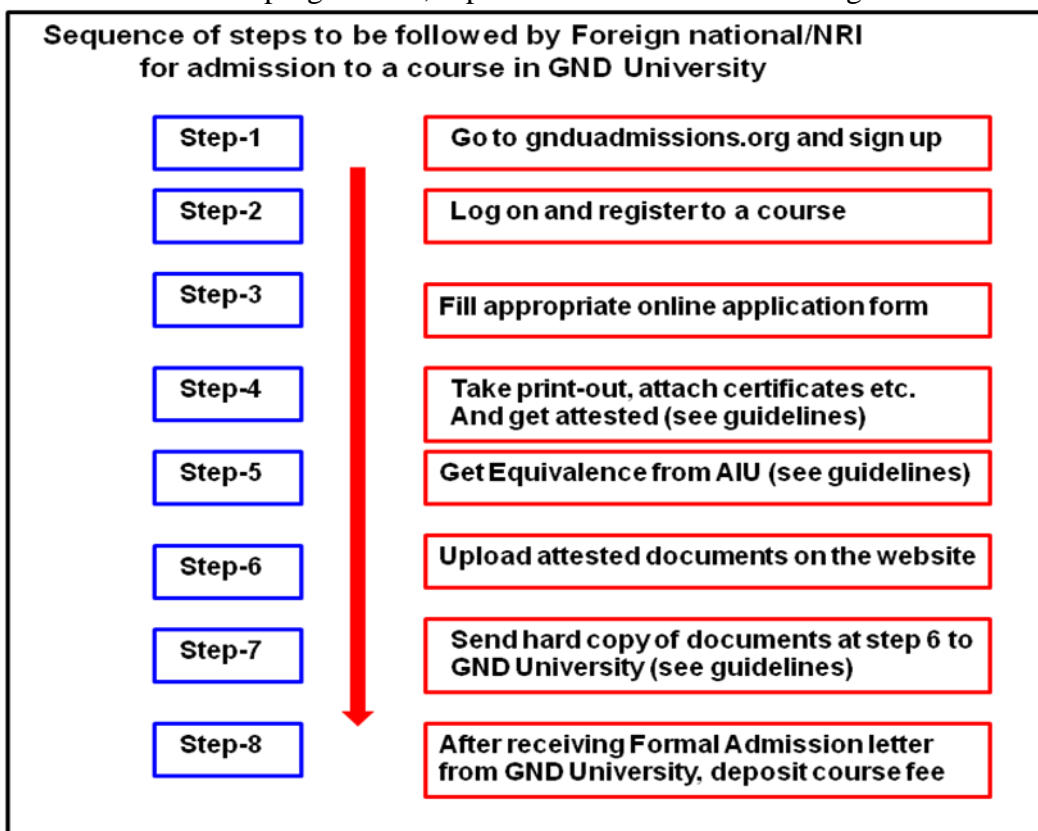 Sequence of steps to be followed by Foreign national/NRI
for admission to a course in GND University
Step-1
Go to gnduadmissions.org and sign up
Step-2
Log on and register to a course
Step-3
Fill appropriate online application form
Step-4
Take print-out, attach certificates etc.
And get attested (see guidelines)
Step-5
Get Equivalence from AIU (see guidelines)
Step-6
Upload attested documents on the website
Step-7
Send hard copy of documents at step 6 to
GND University (see guidelines)
Step-8
After receiving Formal Admission letter
from GND University, deposit course fee